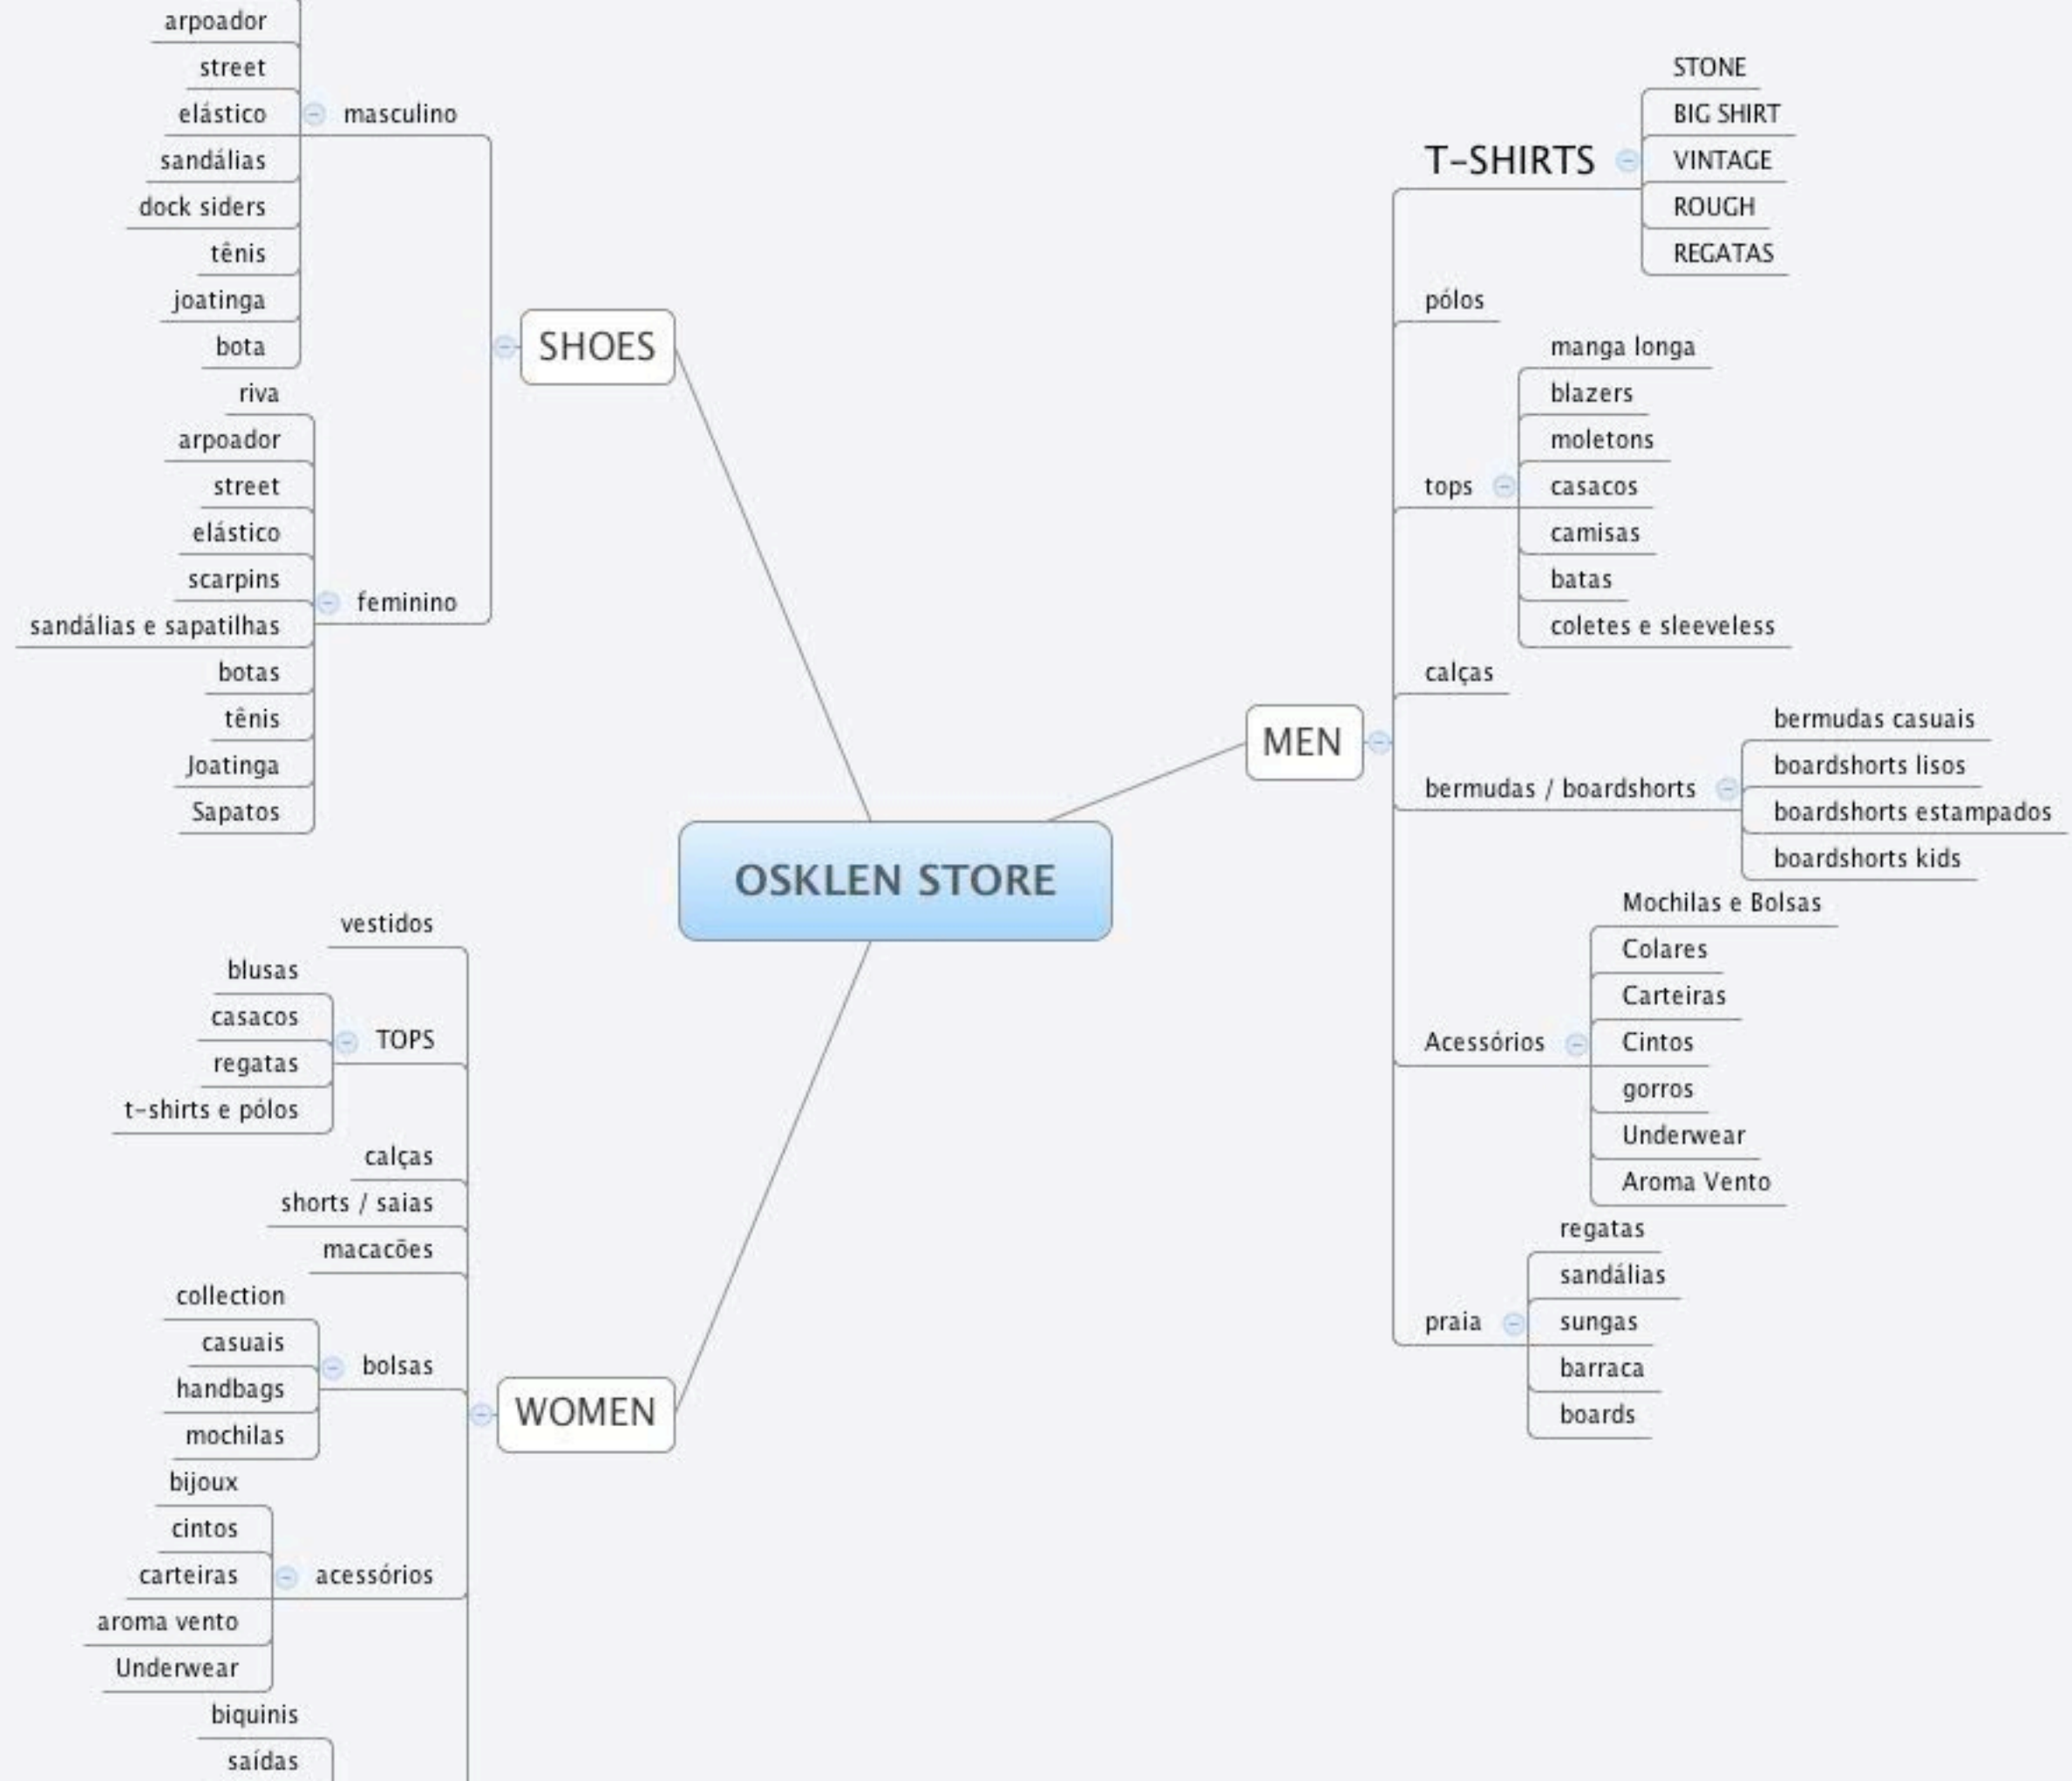 arpoador
street
elástico
sandálias
dock siders
tênis
joatinga
bota
masculino
riva
arpoador
street
elástico
scarpins
sandálias e sapatilhas
botas
tênis
Joatinga
Sapatos
feminino
SHOES
OSKLEN STORE
vestidos
blusas
casacos
regatas
t-shirts e pólos
TOPS
calças
shorts / saias
macacões
collection
casuais
handbags
mochilas
bolsas
bijoux
cintos
carteiras
aroma vento
Underwear
acessórios
biquinis
saídas
WOMEN
MEN
T-SHIRTS
STONE
BIG SHIRT
VINTAGE
ROUGH
REGATAS
pólos
tops
manga longa
blazers
moletons
casacos
camisas
batas
coletes e sleeveless
calças
bermudas / boardshorts
bermudas casuais
boardshorts lisos
boardshorts estampados
boardshorts kids
Acessórios
Mochilas e Bolsas
Colares
Carteiras
Cintos
gorros
Underwear
Aroma Vento
praia
regatas
sandálias
sungas
barraca
boards